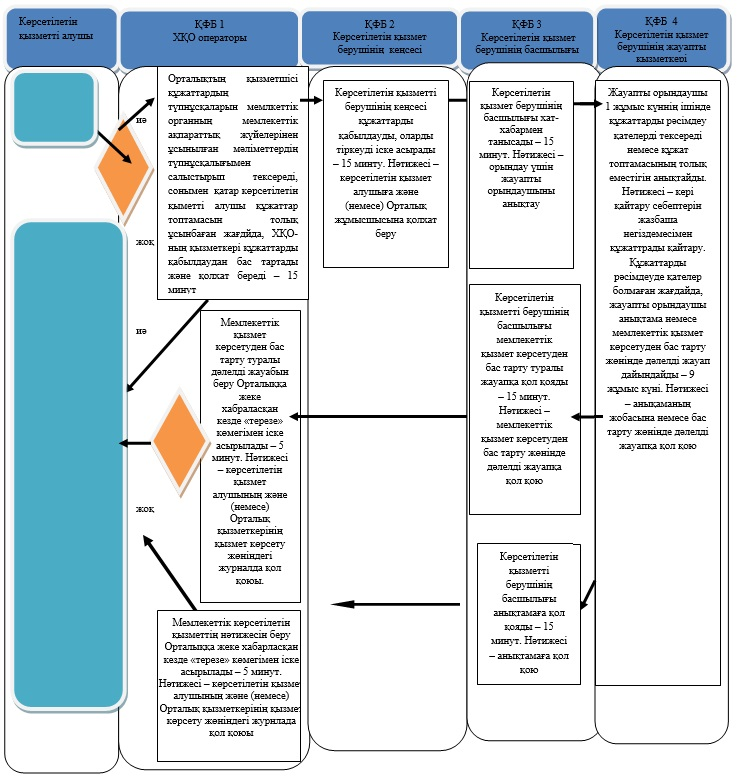 Көрсетілетін
қызметті алушы
ҚФБ 1
ХҚО операторы
ҚФБ 2
Көрсетілетін қызмет
берушінің кеңсесі
ҚФБ 3
Көрсетілетін қызмет
берушінің басшылығы
ҚФБ 4
Көрсетілетін қызмет
берушінің жауапты
қызметкері
Орталықтың қызметшісі
құжаттардың
түпнұсқаларын мемлкеттік
органның мемлекеттік
ақпараттық жүйелерінен
ұсынылған мәліметтердің
түпнұсқалығымен
салыстырып тексереді,
сонымен қатар көрсетілетін
қыметті алушы құжаттар
топтамасын толық
ұсынбаған жағдйда, ХҚО-
ның қызметкері құжаттарды
қабылдаудан бас тартады
және қолхат береді – 15
минут
иә
жоқ
иә
жоқ
Мемлекеттік
қызмет
көрсетуден бас
тарту туралы
дәлелді жауабын
беру Орталыққа
жеке
хабраласқан
кезде «терезе»
көмегімен іске
асырылады – 5
минут. Нәтижесі
– көрсетілетін
қызмет
алушының және
(немесе)
Орталық
қызметкерінің
қызмет көрсету
жөніндегі
журналда қол
қоюы.
Мемлекеттік көрсетілетін
қызметтің нәтижесін беру
Орталыққа жеке хабарласқан
кезде «терезе» көмегімен іске
асырылады – 5 минут.
Нәтижесі – көрсетілетін қызмет
алушының және (немесе)
Орталық қызметкерінің қызмет
көрсету жөніндегі журнлада
қол қоюы
Көрсетілетін қызметті
берушінің кеңсесі
құжаттарды
қабылдауды, оларды
тіркеуді іске асырады
– 15 минту. Нәтижесі –
көрсетілетін қызмет
алушыға және
(немесе) Орталық
жұмысшысына қолхат
беру
Көрсетілетін
қызмет берушінің
басшылығы хат-
хабармен
танысады – 15
минут. Нәтижесі –
орындау үшін
жауапты
орындаушыны
анықтау
Көрсетілетін
қызметті берушінің
басшылығы
мемлекеттік қызмет
көрсетуден бас
тарту туралы
жауапқа қол қояды
– 15 минут.
Нәтижесі –
мемлекеттік қызмет
көрсетуден бас
тарту жөнінде
дәлелді жауапқа
қол қою
Көрсетілетін
қызметті
берушінің
басшылығы
анықтамаға қол
қояды – 15
минут. Нәтижесі
– анықтамаға қол
қою
Жауапты орындаушы
1 жұмыс күннің ішінде
құжаттарды ресімдеу
қателерді тексереді
немесе құжат
топтамасының толық
еместігін анықтайды.
Нәтижесі – кері
қайтару себептерін
жазбаша
негіздемесімен
құжаттрады қайтару.
Құжаттарды
рәсімдеуде қателер
болмаған жағдайда,
жауапты орындаушы
анықтама немесе
мемлекеттік қызмет
көрсетуден бас тарту
жөнінде дәлелді жауап
дайындайды – 9
жұмыс күні. Нәтижесі
– анықаманың
жобасына немесе бас
тарту жөнінде дәлелді
жауапқа қол қою